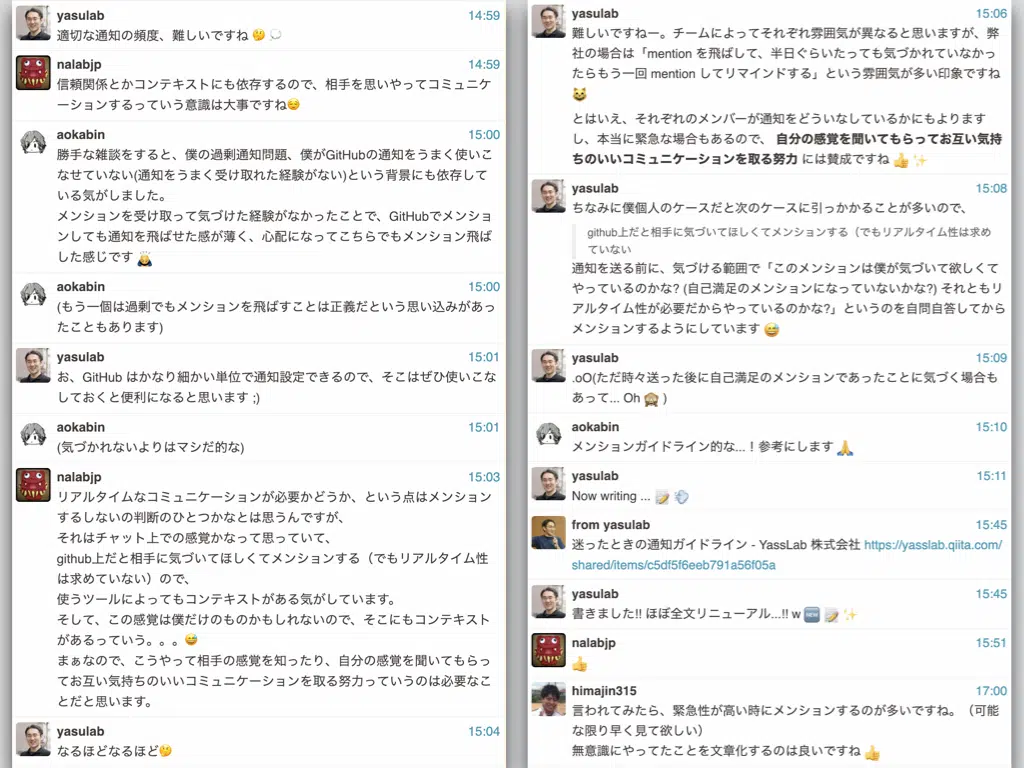 yasulab 14:59
適切な通知の頻度、難しいですね 🤔 💭
nalabjp 14:59
信頼関係とかコンテキストにも依存するので、相手を思いやってコミュニケ
ーションするっていう意識は大事ですね😔
aokabin 15:00
勝手な雑談をすると、僕の過剰通知問題、僕がGitHubの通知をうまく使いこ
なせていない(通知をうまく受け取れた経験がない)という背景にも依存して
いる気がしました。
メンションを受け取って気づけた経験がなかったことで、GitHubでメンショ
ンしても通知を飛ばせた感が薄く、心配になってこちらでもメンション飛ば
した感じです 🙇
aokabin 15:00
(もう一個は過剰でもメンションを飛ばすことは正義だという思い込みがあっ
たこともあります)
yasulab 15:01
お、GitHub はかなり細かい単位で通知設定できるので、そこはぜひ使いこな
しておくと便利になると思います ;)
aokabin 15:01
(気づかれないよりはマシだ的な)
nalabjp 15:03
リアルタイムなコミュニケーションが必要かどうか、という点はメンション
するしないの判断のひとつかなとは思うんですが、
それはチャット上での感覚かなって思っていて、
github上だと相手に気づいてほしくてメンションする（でもリアルタイム性
は求めていない）ので、
使うツールによってもコンテキストがある気がしています。
そして、この感覚は僕だけのものかもしれないので、そこにもコンテキスト
があるっていう。。。😅
まぁなので、こうやって相手の感覚を知ったり、自分の感覚を聞いてもらっ
てお互い気持ちのいいコミュニケーションを取る努力っていうのは必要なこ
とだと思います。
yasulab 15:04
なるほどなるほど🤔
yasulab 15:06
難しいですねー。チームによってそれぞれ雰囲気が異なると思いますが、弊
社の場合は「mention を飛ばして、半日ぐらいたっても気づかれていなかっ
たらもう一回 mention してリマインドする」という雰囲気が多い印象ですね
😺
とはいえ、それぞれのメンバーが通知をどういなしているかにもよります
し、本当に緊急な場合もあるので、 自分の感覚を聞いてもらってお互い気持
ちのいいコミュニケーションを取る努力 には賛成ですね 👍 ✨
yasulab 15:08
ちなみに僕個人のケースだと次のケースに引っかかることが多いので、
github上だと相手に気づいてほしくてメンションする（でもリアルタイム性は求め
ていない
通知を送る前に、気づける範囲で「このメンションは僕が気づいて欲しくて
やっているのかな? (自己満足のメンションになっていないかな?) それともリ
アルタイム性が必要だからやっているのかな?」というのを自問自答してから
メンションするようにしています 😅
yasulab 15:09
.oO(ただ時々送った後に自己満足のメンションであったことに気づく場合も
あって... Oh 🙈 )
aokabin 15:10
メンションガイドライン的な...！参考にします 🙏
yasulab 15:11
Now writing ... 📝 💨
from yasulab 15:45
迷ったときの通知ガイドライン - YassLab 株式会社 https://yasslab.qiita.com/
shared/items/c5df5f6eeb791a56f05a
yasulab 15:45
書きました!! ほぼ全文リニューアル...!! w 🆕 📝 ✨
nalabjp 15:51
👍
himajin315 17:00
言われてみたら、緊急性が高い時にメンションするのが多いですね。（可能
な限り早く見て欲しい）
無意識にやってたことを文章化するのは良いですね 👍